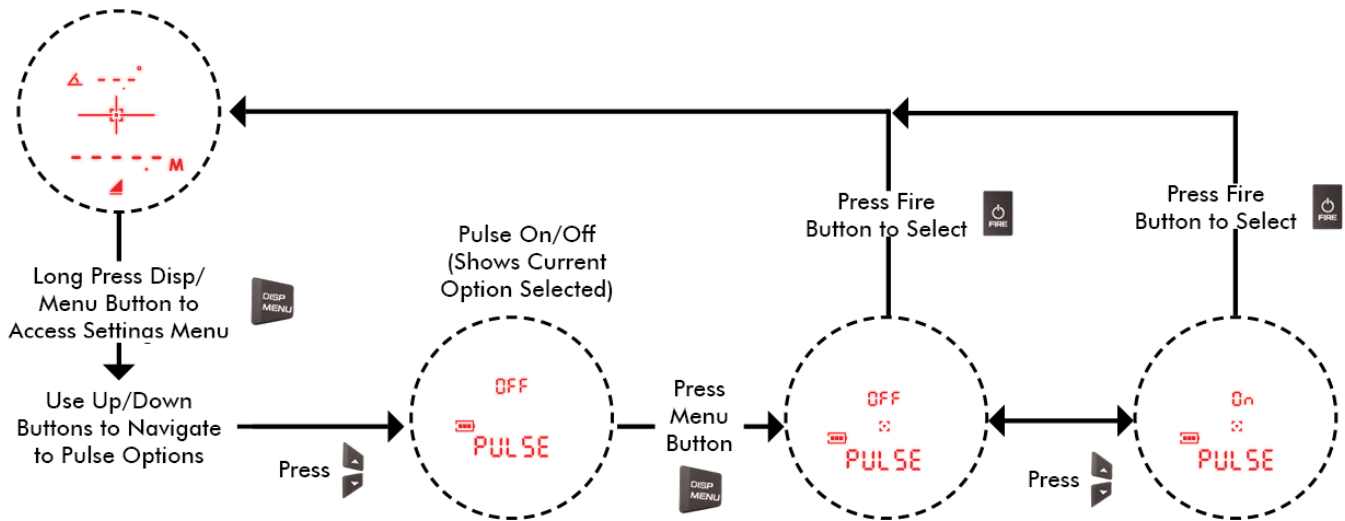 M
Long Press Disp/
Menu Button to
Access Settings Menu
DISP
MENU
Use Up/Down
Buttons to Navigate
to Pulse Options
Press
Pulse On/Off
(Shows Current
Option Selected)
OFF
PULSE
Press
Menu
Button
DISP
MENU
Press Fire
Button to Select
FIRE
OFF
PULSE
Press
Press Fire
Button to Select
FIRE
On
PULSE